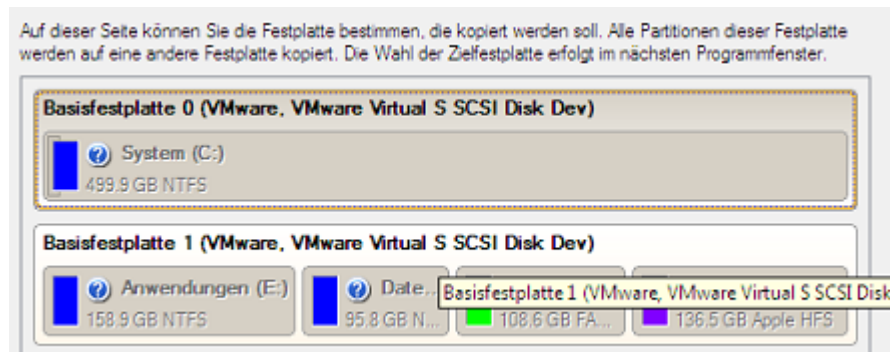 Auf dieser Seite können Sie die Festplatte bestimmen, die kopiert werden soll. Alle Partitionen dieser Festplatte
werden auf eine andere Festplatte kopiert. Die Wahl der Zielfestplatte erfolgt im nächsten Programmfenster.
Basisfestplatte 0 (VMware, VMware Virtual S SCSI Disk Dev)
System (C:)
499.9 GB NTFS
Basisfestplatte 1 (VMware, VMware Virtual S SCSI Disk Dev)
Anwendungen (E:) Date...
Basisfestplatte 1 (VMware, VMware Virtual S SCSI Disk
158.9 GB NTFS 95.8 GB N... 108.6 GB FA... 136.5 GB Apple HFS